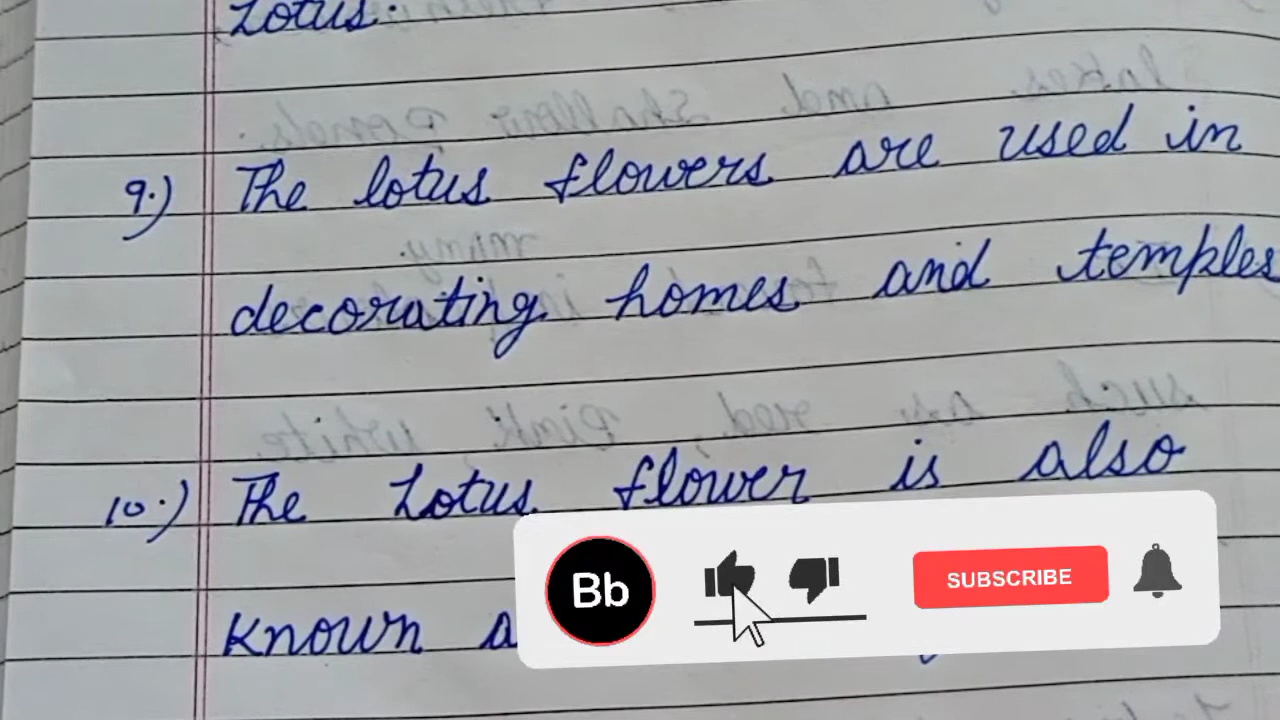 Lotus.
9.) The lotus flowers are used in
decorating homes and temples
10.) The Lotus flower is also
known
Bb
SUBSCRIBE